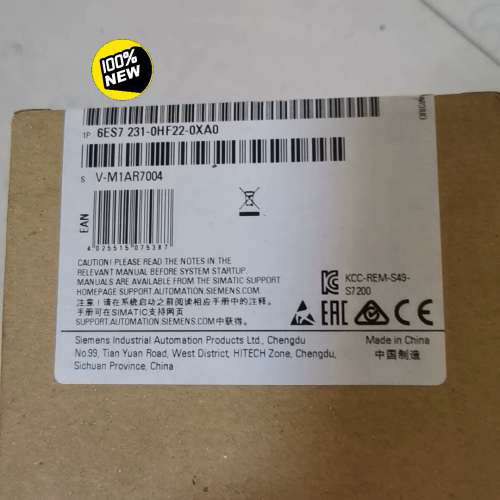 100%
NEW
1P 6ES7 231-0HF22-0XA0
S V-M1AR7004
EAN
4 025515 075387
CAUTION! PLEASE READ THE NOTES IN THE
RELEVANT MANUAL BEFORE SYSTEM STARTUP.
MANUALS ARE AVAILABLE FROM THE SIMATIC SUPPORT
HOMEPAGE SUPPORT.AUTOMATION.SIEMENS.COM
注意！请在系统启动之前阅读相应手册中的注释。
手册可在SIMATIC支持网页
SUPPORT.AUTOMATION.SIEMENS.COM中获得。
KCC-REM-S49-
S7200
EAC CE
Siemens Industrial Automation Products Ltd., Chengdu
No.99, Tian Yuan Road, West District, HITECH Zone, Chengdu,
Sichuan Province, China
Made in China
中国制造